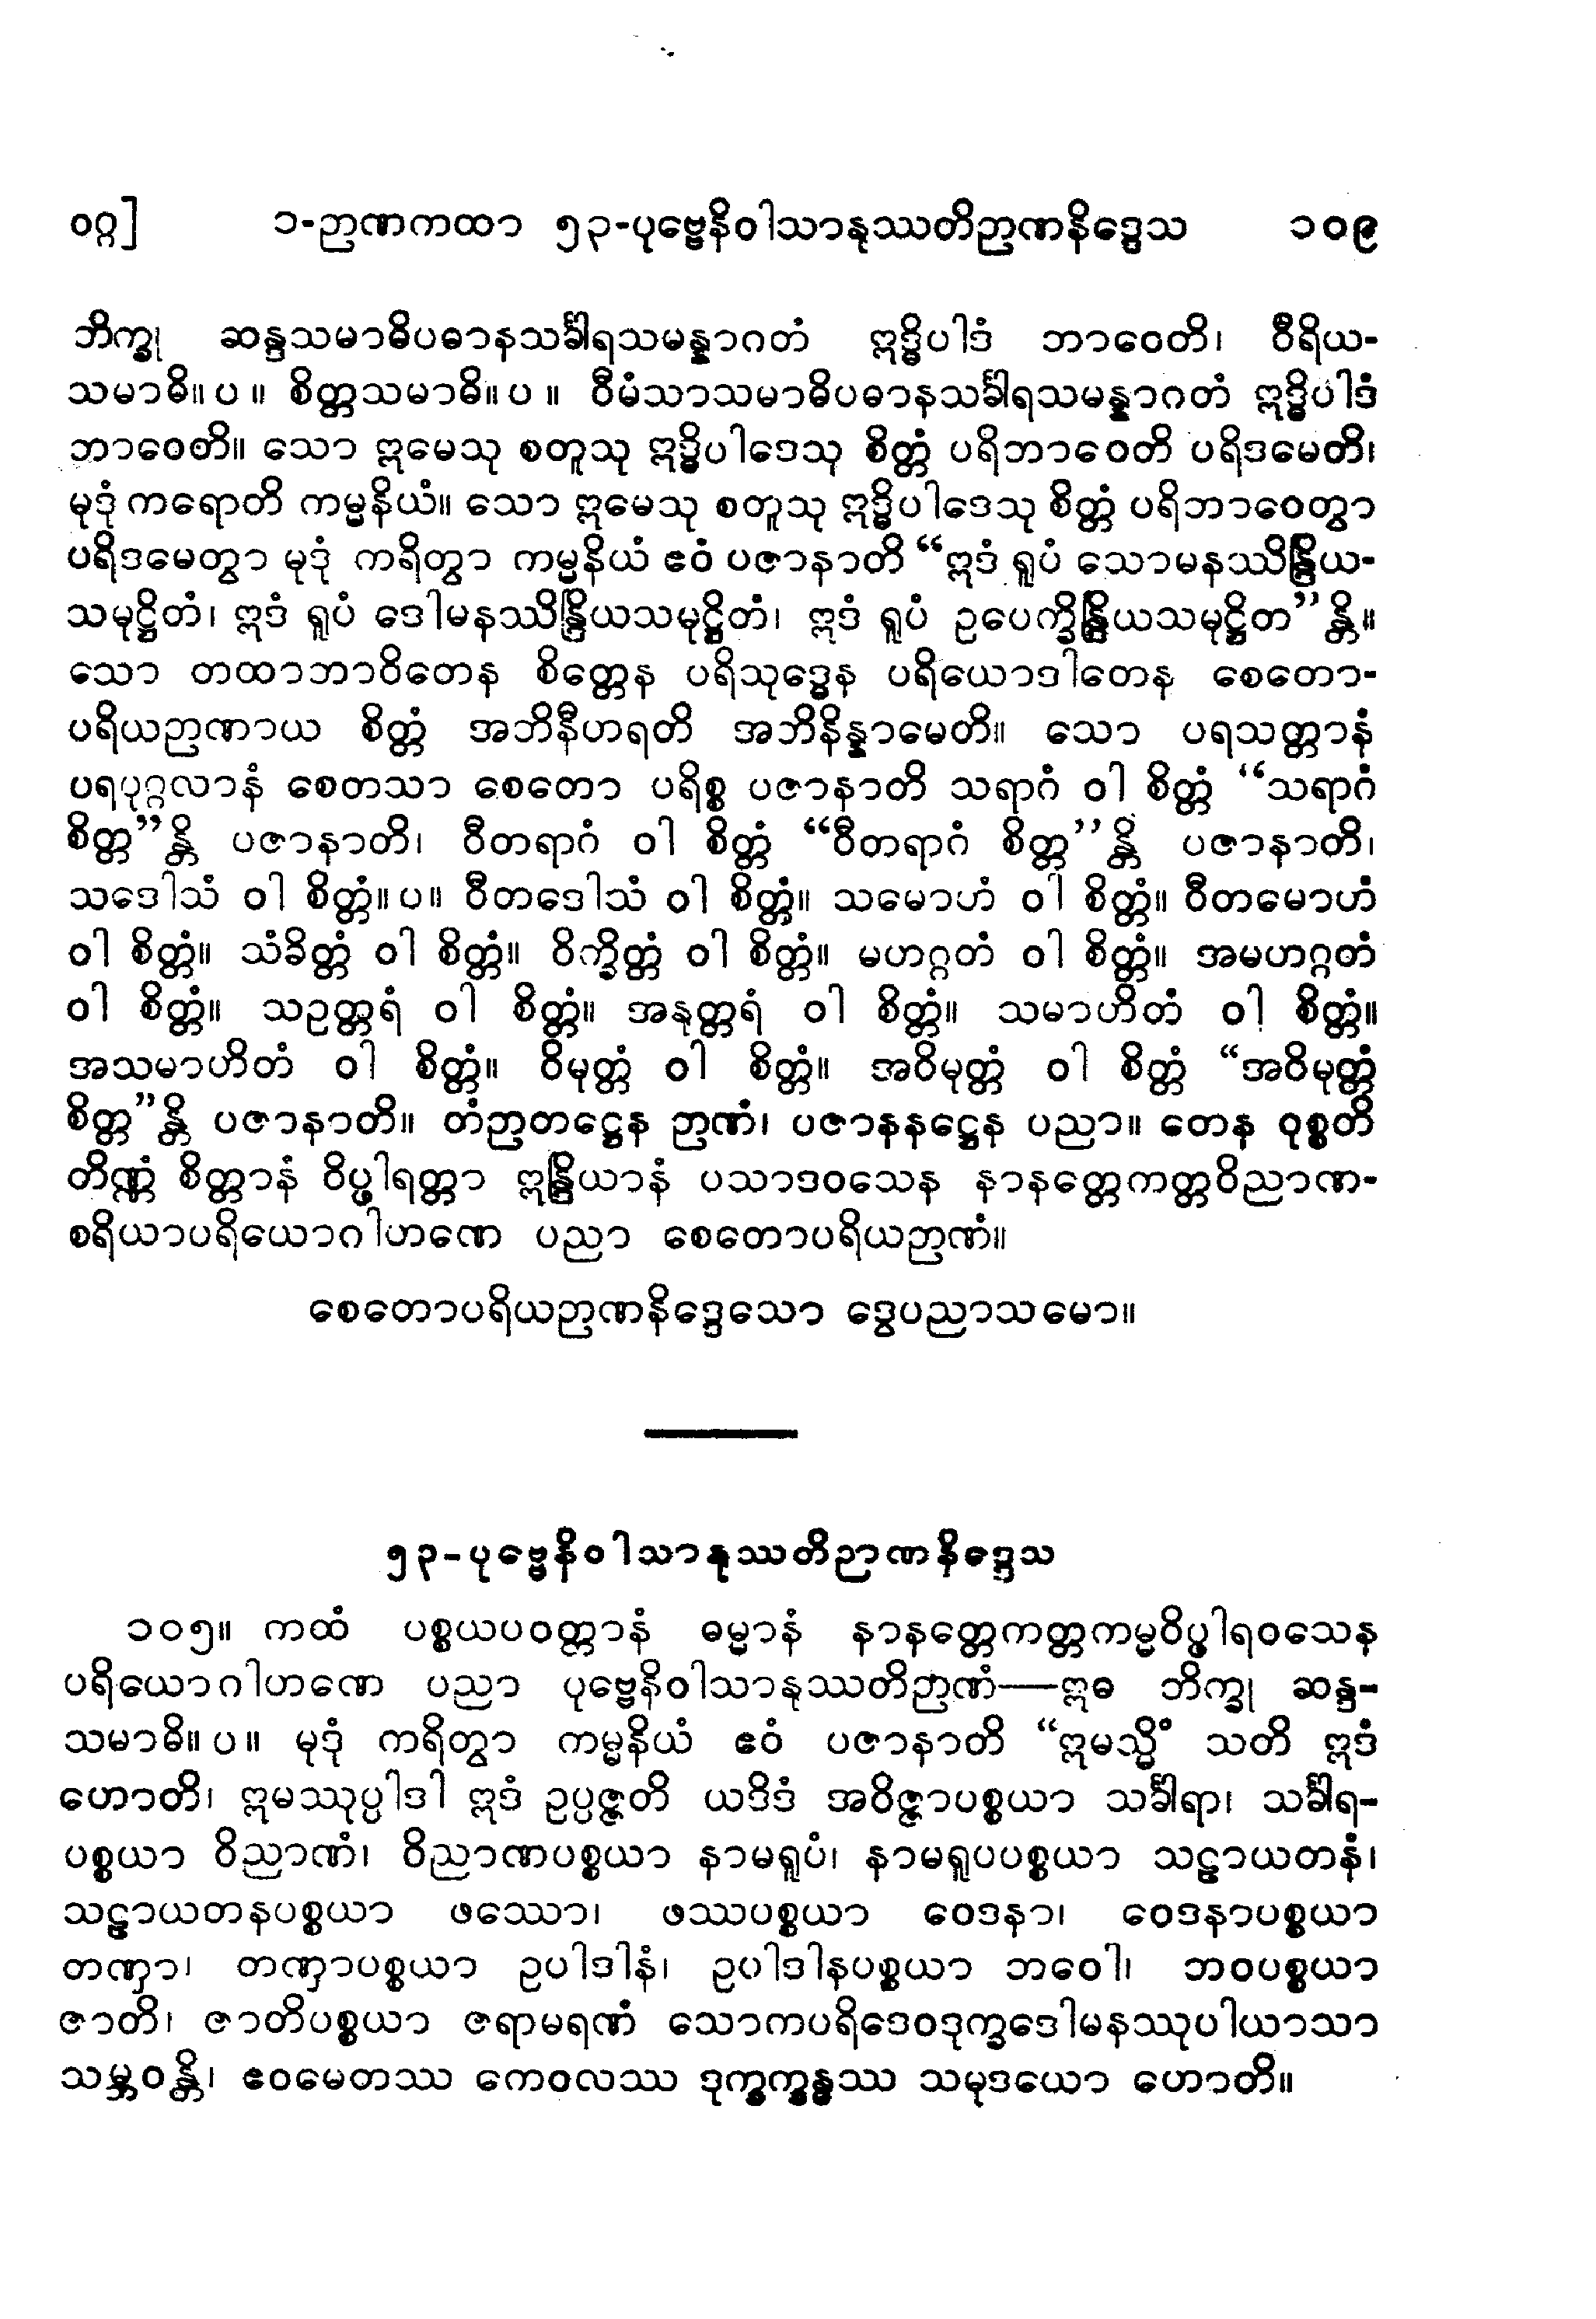 ဝဂ္ဂ] ၁-ဉာဏကထာ ၅၃-ပုဗ္ဗေနိဝါသာနုဿတိဉာဏနိဒ္ဒေသ ၁၀၉
ဘိက္ခု ဆန္ဒသမာဓိပဓာနသင်္ခါရသမန္နာဂတံ ဣဒ္ဓိပါဒံ ဘာဝေတိ၊ ဝီရိယ-
သမာဓိ။ ပ ။ စိတ္တသမာဓိ။ ပ ။ ဝီမံသာသမာဓိပဓာနသင်္ခါရသမန္နာဂတံ ဣဒ္ဓိပါဒံ
ဘာဝေတိ။ သော ဣမေသု စတူသု ဣဒ္ဓိပါဒေသု စိတ္တံ ပရိဘာဝေတိ ပရိဒမေတိ၊
မုဒုံ ကရောတိ ကမ္မနိယံ။ သော ဣမေသု စတူသု ဣဒ္ဓိပါဒေသု စိတ္တံ ပရိဘာဝေတွာ
ပရိဒမေတွာ မုဒုံ ကရိတွာ ကမ္မနိယံ ဧဝံ ပဇာနာတိ “ဣဒံ ရူပံ သောမနဿိန္ဒြိယ-
သမုဋ္ဌိတံ၊ ဣဒံ ရူပံ ဒေါမနဿိန္ဒြိယသမုဋ္ဌိတံ၊ ဣဒံ ရူပံ ဥပေက္ခိန္ဒြိယသမုဋ္ဌိတ”န္တိ။
သော တထာဘာဝိတေန စိတ္တေန ပရိသုဒ္ဓေန ပရိယောဒါတေန စေတော-
ပရိယဉာဏာယ စိတ္တံ အဘိနီဟရတိ အဘိနိန္နာမေတိ။ သော ပရသတ္တာနံ
ပရပုဂ္ဂလာနံ စေတသာ စေတော ပရိစ္စ ပဇာနာတိ သရာဂံ ဝါ စိတ္တံ “သရာဂံ
စိတ္တ”န္တိ ပဇာနာတိ၊ ဝီတရာဂံ ဝါ စိတ္တံ “ဝီတရာဂံ စိတ္တ”န္တိ ပဇာနာတိ၊
သဒေါသံ ဝါ စိတ္တံ။ ပ။ ဝီတဒေါသံ ဝါ စိတ္တံ။ သမောဟံ ဝါ စိတ္တံ။ ဝီတမောဟံ
ဝါ စိတ္တံ။ သံခိတ္တံ ဝါ စိတ္တံ။ ဝိက္ခိတ္တံ ဝါ စိတ္တံ။ မဟဂ္ဂတံ ဝါ စိတ္တံ။ အမဟဂ္ဂတံ
ဝါ စိတ္တံ။ သဥတ္တရံ ဝါ စိတ္တံ။ အနုတ္တရံ ဝါ စိတ္တံ။ သမာဟိတံ ဝါ စိတ္တံ။
အသမာဟိတံ ဝါ စိတ္တံ။ ဝိမုတ္တံ ဝါ စိတ္တံ။ အဝိမုတ္တံ ဝါ စိတ္တံ “အဝိမုတ္တံ
စိတ္တ”န္တိ ပဇာနာတိ။ တံဉာတဋ္ဌေန ဉာဏံ၊ ပဇာနနဋ္ဌေန ပညာ။ တေန ဝုစ္စတိ
တိဏ္ဏံ စိတ္တာနံ ဝိပ္ဖါရတ္တာ ဣန္ဒြိယာနံ ပသာဒဝသေန နာနတ္တေကတ္တဝိညာဏ-
စရိယာပရိယောဂါဟဏေ ပညာ စေတောပရိယဉာဏံ။
စေတောပရိယဉာဏနိဒ္ဒေသော ဒွေပညာသမော။
၅၃-ပုဗ္ဗေနိဝါသာနုဿတိဉာဏနိဒ္ဒေသ
၁၀၅။ ကထံ ပစ္စယပဝတ္တာနံ ဓမ္မာနံ နာနတ္တေကတ္တကမ္မဝိပ္ဖါရဝသေန
ပရိယောဂါဟဏေ ပညာ ပုဗ္ဗေနိဝါသာနုဿတိဉာဏံ—ဣဓ ဘိက္ခု ဆန္ဒ-
သမာဓိ။ ပ ။ မုဒုံ ကရိတွာ ကမ္မနိယံ ဧဝံ ပဇာနာတိ “ဣမသ္မိံ သတိ ဣဒံ
ဟောတိ၊ ဣမဿုပ္ပါဒါ ဣဒံ ဥပ္ပဇ္ဇတိ ယဒိဒံ အဝိဇ္ဇာပစ္စယာ သင်္ခါရာ၊ သင်္ခါရ-
ပစ္စယာ ဝိညာဏံ၊ ဝိညာဏပစ္စယာ နာမရူပံ၊ နာမရူပပစ္စယာ သဠာယတနံ၊
သဠာယတနပစ္စယာ ဖဿော၊ ဖဿပစ္စယာ ဝေဒနာ၊ ဝေဒနာပစ္စယာ
တဏှာ၊ တဏှာပစ္စယာ ဥပါဒါနံ၊ ဥပါဒါနပစ္စယာ ဘဝေါ၊ ဘဝပစ္စယာ
ဇာတိ၊ ဇာတိပစ္စယာ ဇရာမရဏံ သောကပရိဒေဝဒုက္ခဒေါမနဿုပါယာသာ
သမ္ဘဝန္တိ၊ ဧဝမေတဿ ကေဝလဿ ဒုက္ခက္ခန္ဓဿ သမုဒယော ဟောတိ။